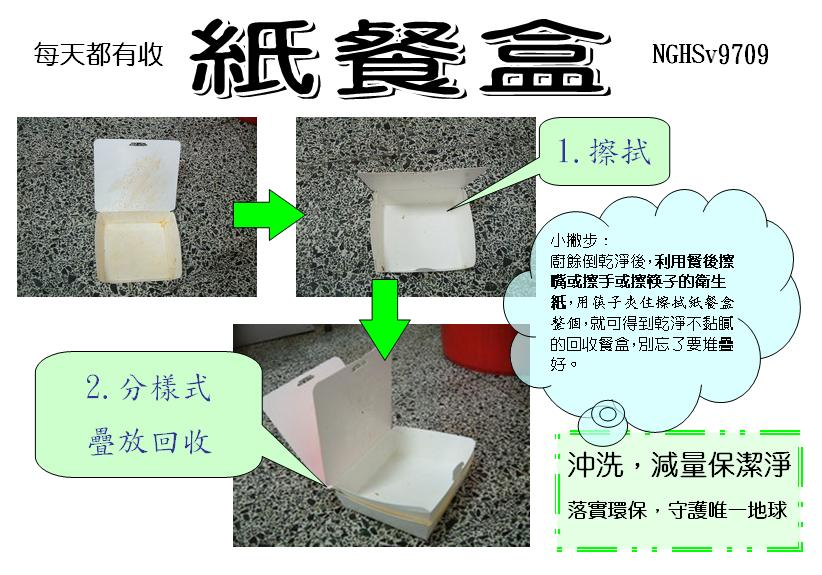 每天都有收
紙餐盒
NGHSv9709
1.擦拭
小撇步：
廚餘倒乾淨後，利用餐後擦
嘴或擦手或擦筷子的衛生
紙，用筷子夾住擦拭紙餐盒
整個，就可得到乾淨不黏膩
的回收餐盒，別忘了要堆疊
好。
2.分樣式
疊放回收
沖洗，減量保潔淨
落實環保，守護唯一地球